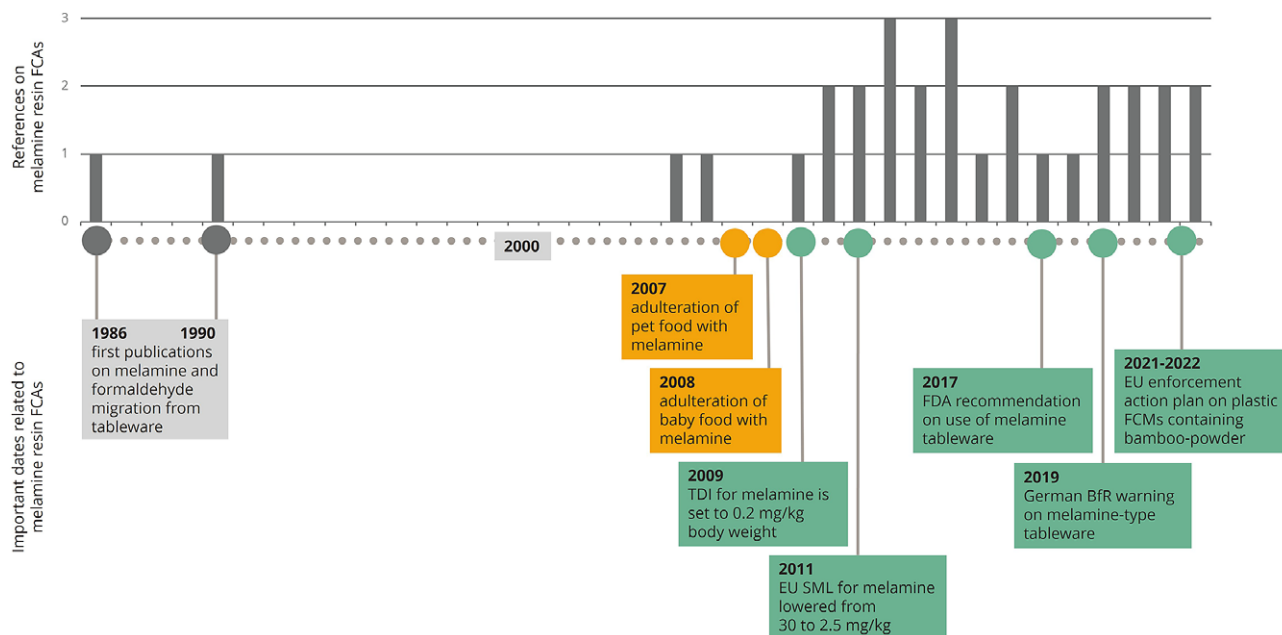 References on
melamine resin FCAs
3
2
1
0
2000
Important dates related to
melamine resin FCAs
1986 1990
first publications
on melamine and
formaldehyde
migration from
tableware
2007
adulteration of
pet food with
melamine
2008
adulteration of
baby food with
melamine
2009
TDI for melamine is
set to 0.2 mg/kg
body weight
2011
EU SML for melamine
lowered from
30 to 2.5 mg/kg
2017
FDA recommendation
on use of melamine
tableware
2019
German BfR warning
on melamine-type
tableware
2021-2022
EU enforcement
action plan on plastic
FCMs containing
bamboo-powder